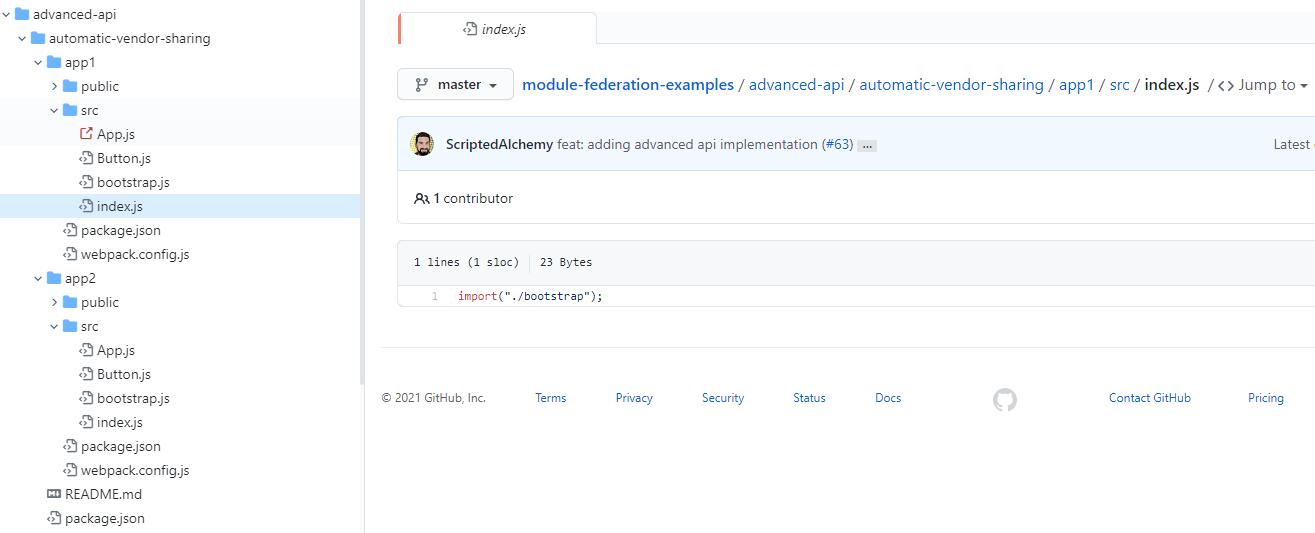 advanced-api
automatic-vendor-sharing
app1
public
src
App.js
Button.js
bootstrap.js
index.js
package.json
webpack.config.js
app2
public
src
App.js
Button.js
bootstrap.js
index.js
package.json
webpack.config.js
README.md
package.json
index.js
master module-federation-examples / advanced-api / automatic-vendor-sharing / app1 / src / index.js / <> Jump to
ScriptedAlchemy feat: adding advanced api implementation (#63) ... Latest
1 contributor
1 lines (1 sloc) 23 Bytes
1 import("./bootstrap");
© 2021 GitHub, Inc. Terms Privacy Security Status Docs Contact GitHub Pricing